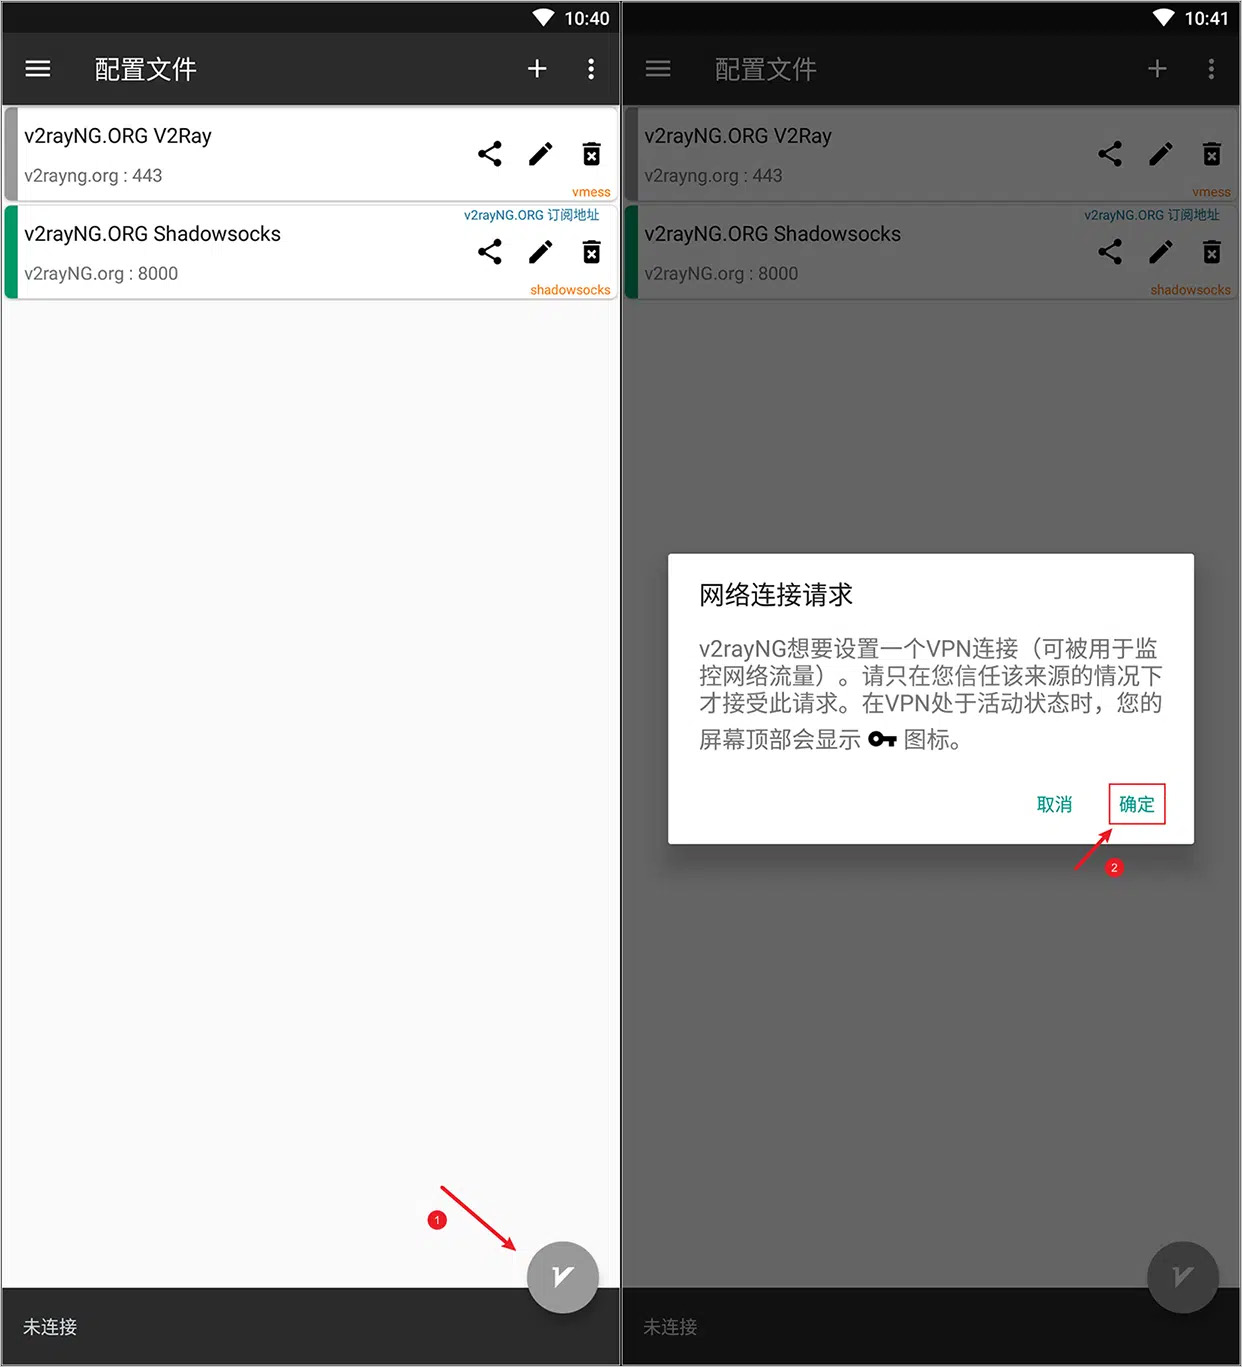 10:40
配置文件
v2rayNG.ORG V2Ray
v2rayng.org : 443
vmess
v2rayNG.ORG 订阅地址
v2rayNG.ORG Shadowsocks
v2rayNG.org : 8000
shadowsocks
1
未连接
10:41
配置文件
v2rayNG.ORG V2Ray
v2rayng.org : 443
vmess
v2rayNG.ORG 订阅地址
v2rayNG.ORG Shadowsocks
v2rayNG.org : 8000
shadowsocks
网络连接请求
v2rayNG想要设置一个VPN连接（可被用于监
控网络流量）。请只在您信任该来源的情况下
才接受此请求。在VPN处于活动状态时，您的
屏幕顶部会显示 图标。
取消 确定
2
未连接